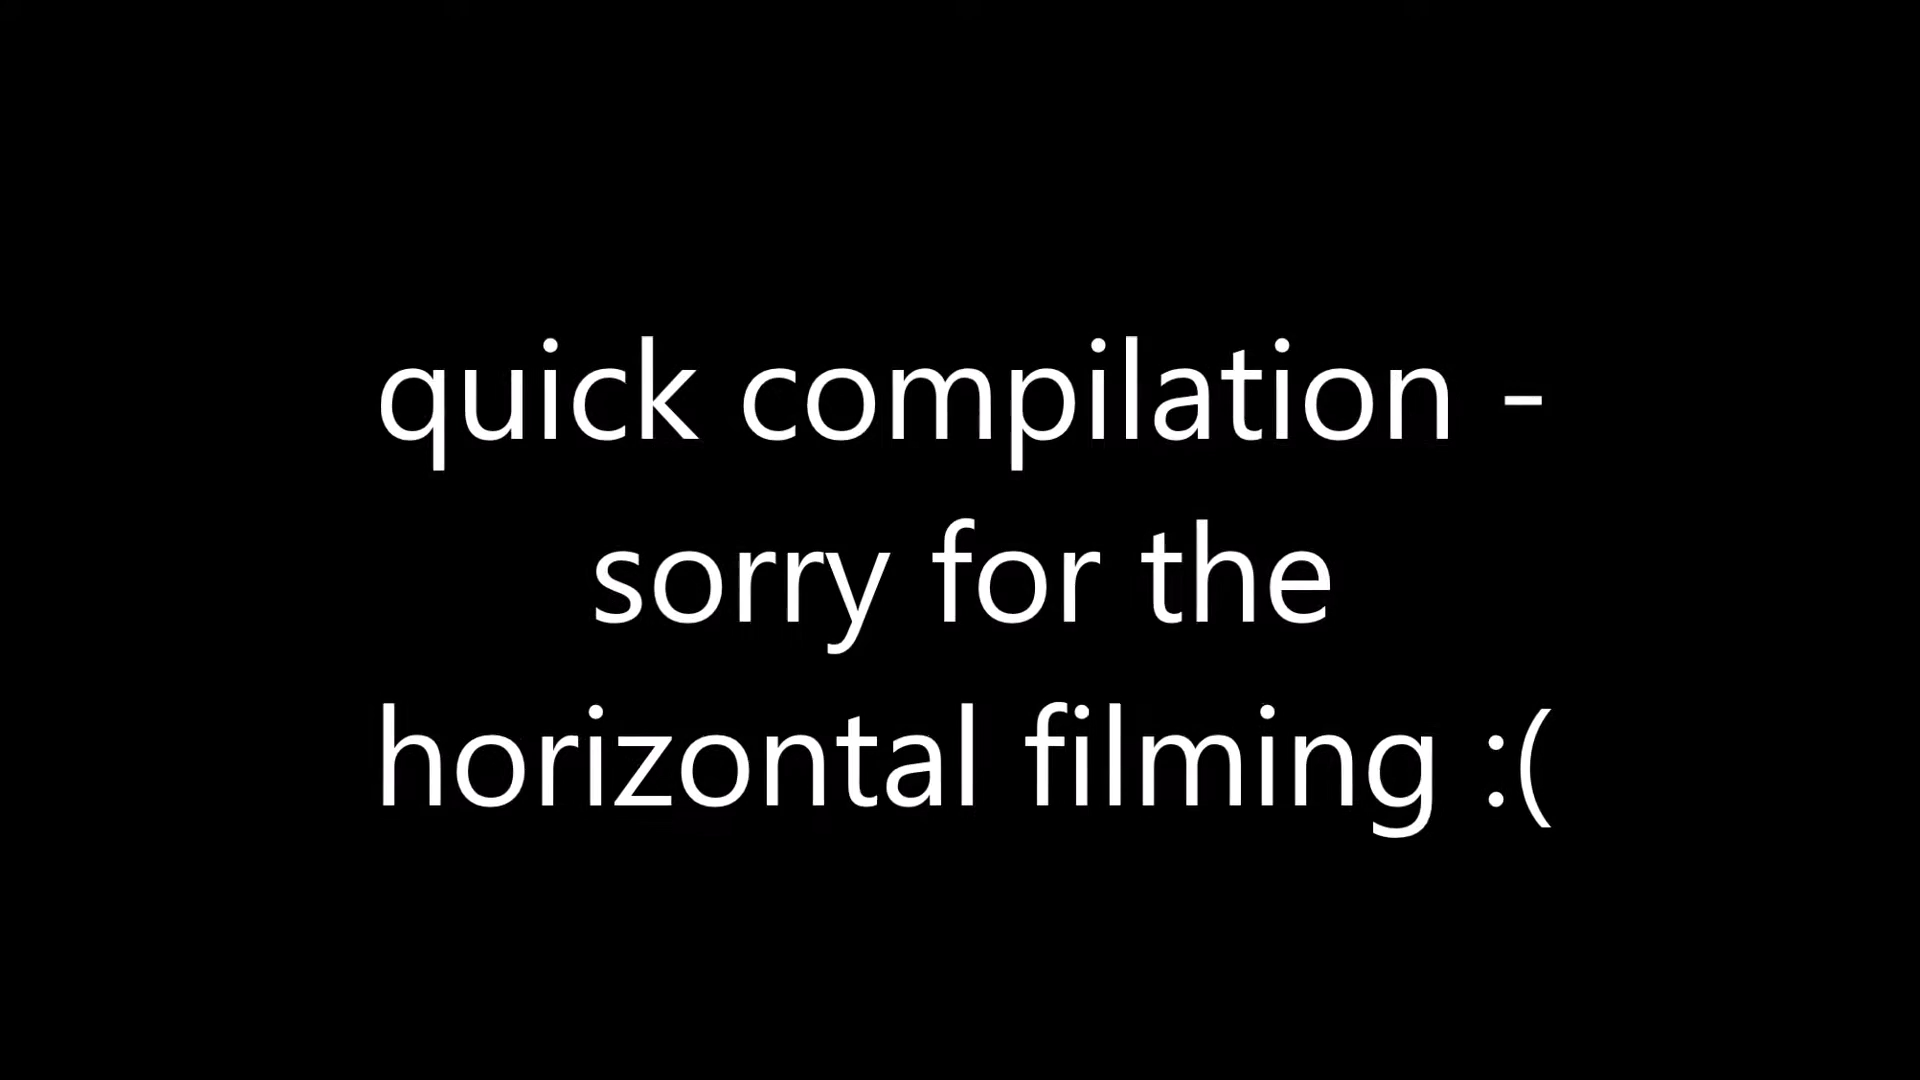 quick compilation -
sorry for the
horizontal filming :(